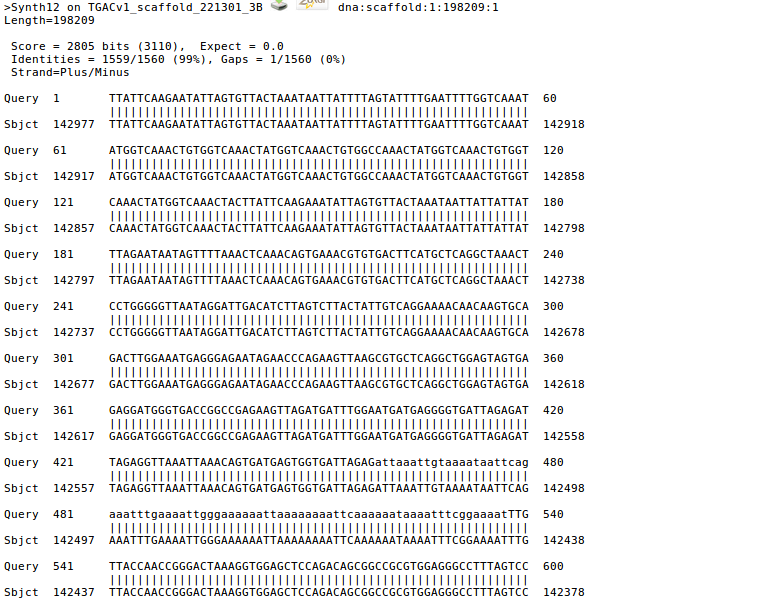 >Synth12 on TGACv1_scaffold_221301_3B dna:scaffold:1:198209:1
Length=198209
Score = 2805 bits (3110), Expect = 0.0
Identities = 1559/1560 (99%), Gaps = 1/1560 (0%)
Strand=Plus/Minus
Query 1 TTATTCAAGAATATTAGTGTTACTAAATAATTATTTTAGTATTTTGAATTTTGGTCAAAT 60
||||||||||||||||||||||||||||||||||||||||||||||||||||||||||||
Sbjct 142977 TTATTCAAGAATATTAGTGTTACTAAATAATTATTTTAGTATTTTGAATTTTGGTCAAAT 142918
Query 61 ATGGTCAAACTGTGGTCAAACTATGGTCAAACTGTGGCCAAACTATGGTCAAACTGTGGT 120
||||||||||||||||||||||||||||||||||||||||||||||||||||||||||||
Sbjct 142917 ATGGTCAAACTGTGGTCAAACTATGGTCAAACTGTGGCCAAACTATGGTCAAACTGTGGT 142858
Query 121 CAAACTATGGTCAAACTACTTATTCAAGAAATATTAGTGTTACTAAATAATTATTATTAT 180
||||||||||||||||||||||||||||||||||||||||||||||||||||||||||||
Sbjct 142857 CAAACTATGGTCAAACTACTTATTCAAGAAATATTAGTGTTACTAAATAATTATTATTAT 142798
Query 181 TTAGAATAATAGTTTTAAACTCAAACAGTGAAACGTGTGACTTCATGCTCAGGCTAAACT 240
||||||||||||||||||||||||||||||||||||||||||||||||||||||||||||
Sbjct 142797 TTAGAATAATAGTTTTAAACTCAAACAGTGAAACGTGTGACTTCATGCTCAGGCTAAACT 142738
Query 241 CCTGGGGGTTAATAGGATTGACATCTTAGTCTTACTATTGTCAGGAAAACAACAAGTGCA 300
||||||||||||||||||||||||||||||||||||||||||||||||||||||||||||
Sbjct 142737 CCTGGGGGTTAATAGGATTGACATCTTAGTCTTACTATTGTCAGGAAAACAACAAGTGCA 142678
Query 301 GACTTGGAAATGAGGGAGAATAGAACCCAGAAGTTAAGCGTGCTCAGGCTGGAGTAGTGA 360
||||||||||||||||||||||||||||||||||||||||||||||||||||||||||||
Sbjct 142677 GACTTGGAAATGAGGGAGAATAGAACCCAGAAGTTAAGCGTGCTCAGGCTGGAGTAGTGA 142618
Query 361 GAGGATGGGTGACCGGCCGAGAAGTTAGATGATTTGGAATGATGAGGGGTGATTAGAGAT 420
||||||||||||||||||||||||||||||||||||||||||||||||||||||||||||
Sbjct 142617 GAGGATGGGTGACCGGCCGAGAAGTTAGATGATTTGGAATGATGAGGGGTGATTAGAGAT 142558
Query 421 TAGAGGTTAAATTAAACAGTGATGAGTGGTGATTAGAGattaaattgtaaaataattcag 480
||||||||||||||||||||||||||||||||||||||||||||||||||||||||||||
Sbjct 142557 TAGAGGTTAAATTAAACAGTGATGAGTGGTGATTAGAGATTAAATTGTAAAATAATTCAG 142498
Query 481 aaatttgaaaattgggaaaaaattaaaaaaaattcaaaaaataaaatttcggaaaatTTG 540
||||||||||||||||||||||||||||||||||||||||||||||||||||||||||||
Sbjct 142497 AAATTTGAAAATTGGGAAAAAATTAAAAAAAATTCAAAAAATAAAATTTCGGAAAATTTG 142438
Query 541 TTACCAACCGGGACTAAAGGTGGAGCTCCAGACAGCGGCCGCGTGGAGGGCCTTTAGTCC 600
||||||||||||||||||||||||||||||||||||||||||||||||||||||||||||
Sbjct 142437 TTACCAACCGGGACTAAAGGTGGAGCTCCAGACAGCGGCCGCGTGGAGGGCCTTTAGTCC 142378